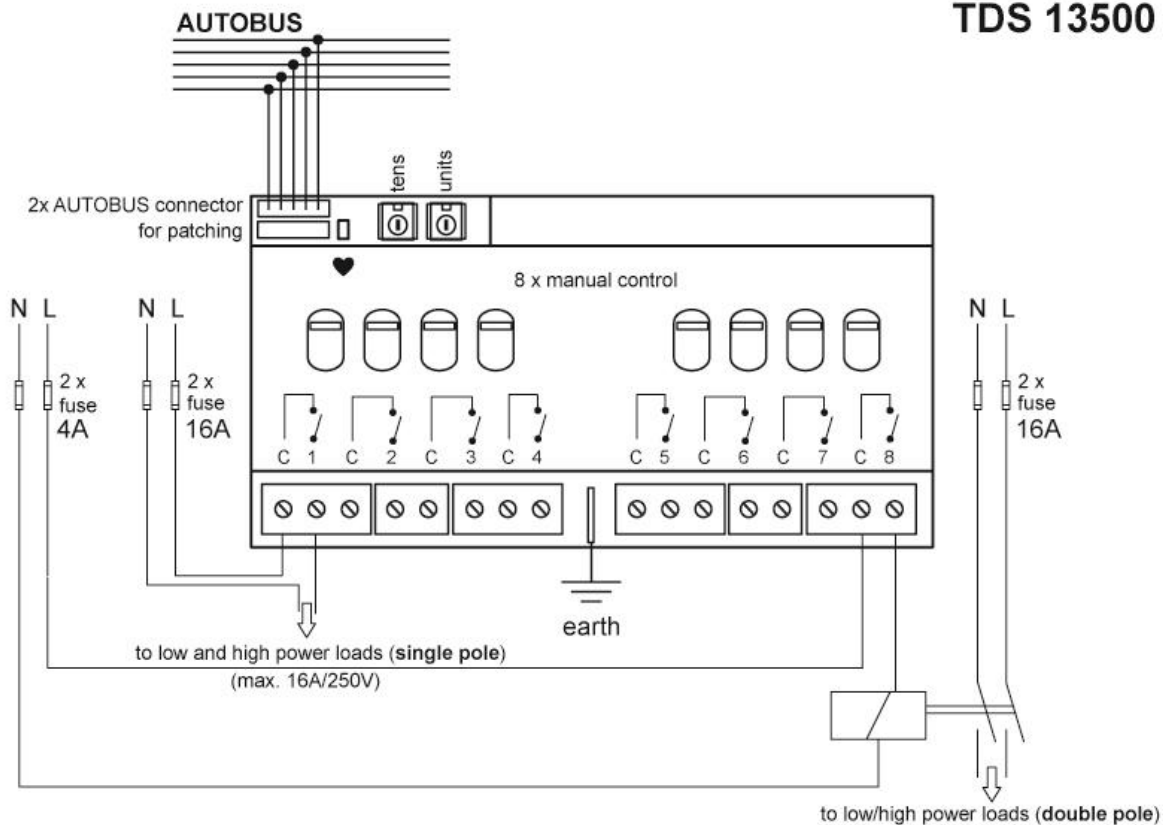 AUTOBUS
TDS 13500
tens
units
2x AUTOBUS connector
for patching
8 x manual control
N L
2 x
fuse
4A
N L
2 x
fuse
16A
N L
2 x
fuse
16A
C 1 C 2 C 3 C 4 C 5 C 6 C 7 C 8
earth
to low and high power loads (single pole)
(max. 16A/250V)
to low/high power loads (double pole)